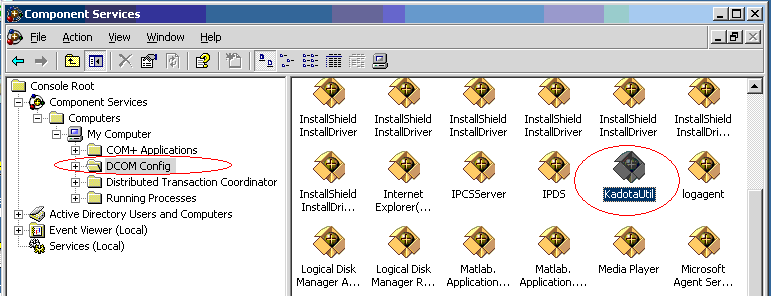 Component Services
File Action View Window Help
Console Root
Component Services
Computers
My Computer
COM+ Applications
DCOM Config
Distributed Transaction Coordinator
Running Processes
Active Directory Users and Computers
Event Viewer (Local)
Services (Local)
InstallShield InstallShield InstallShield InstallShield InstallShield InstallShield
InstallDriver InstallDriver InstallDriver InstallDriver InstallDriver InstallDri...
InstallShield Internet IPCSServer IPDS KadotaUtil logagent
InstallDri... Explorer(...
Logical Disk Logical Disk Matlab. Matlab. Media Player Microsoft
Manager A... Manager R... Application.... Application.... Agent Ser...